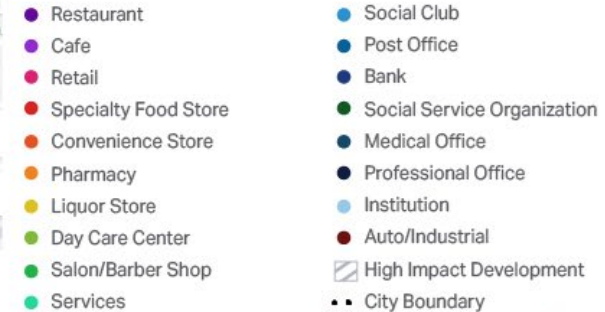 Restaurant
Cafe
Retail
Specialty Food Store
Convenience Store
Pharmacy
Liquor Store
Day Care Center
Salon/Barber Shop
Services
Social Club
Post Office
Bank
Social Service Organization
Medical Office
Professional Office
Institution
Auto/Industrial
High Impact Development
City Boundary